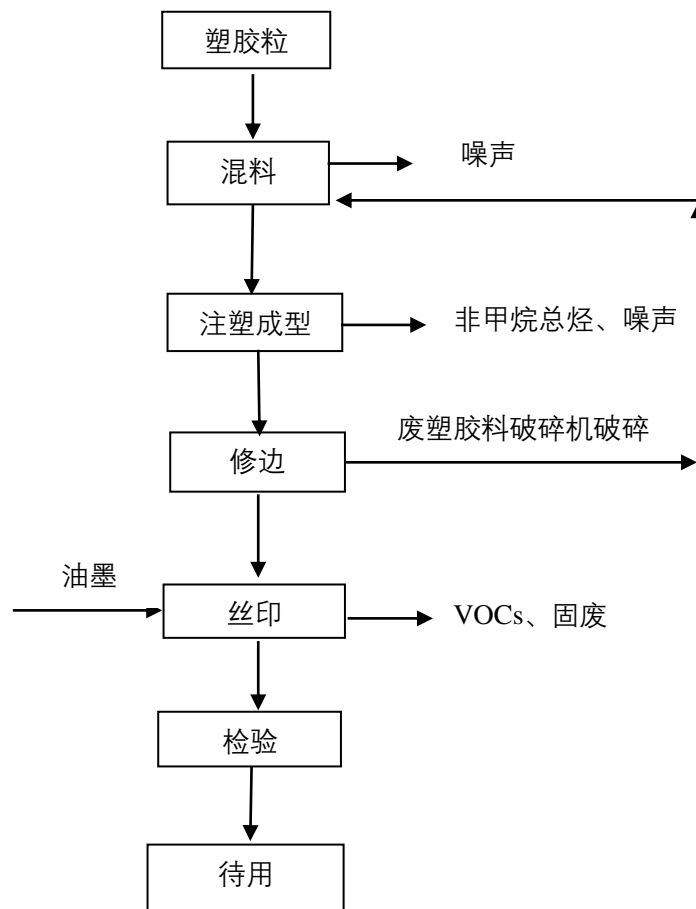 塑胶粒
混料
噪声
注塑成型
非甲烷总烃、噪声
修边
废塑胶料破碎机破碎
油墨
丝印
VOCs、固废
检验
待用